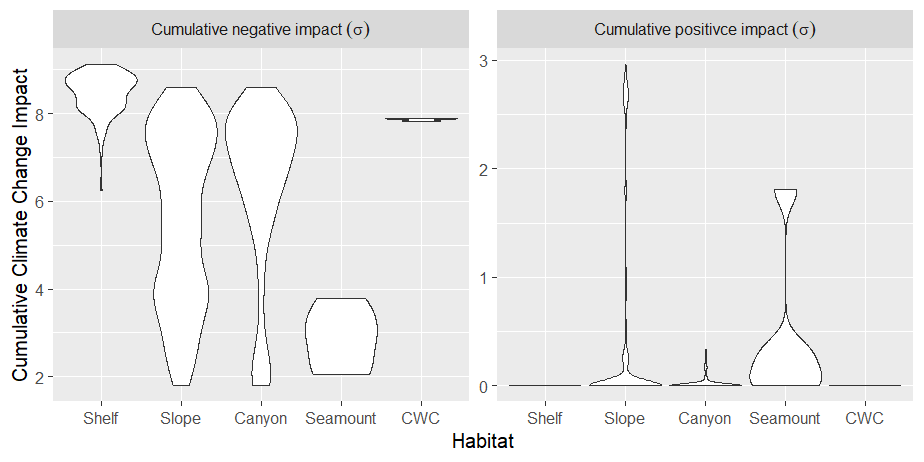 Cumulative negative impact (σ)
Cumulative positivce impact (σ)
Cumulative Climate Change Impact
8
6
4
2
3
2
1
0
Shelf Slope Canyon Seamount CWC
Shelf Slope Canyon Seamount CWC
Habitat